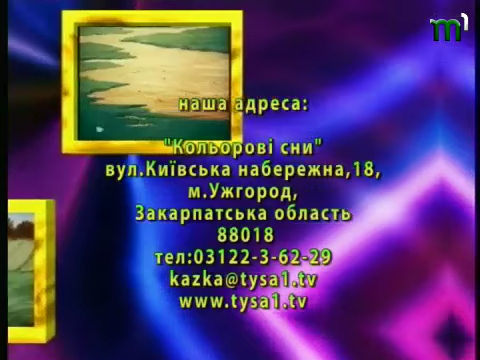 m1
наша адреса:
"Кольорові сни"
вул.Київська набережна,18,
м.Ужгород,
Закарпатська область
88018
тел:03122-3-62-29
kazka@tysa1.tv
www.tysa1.tv